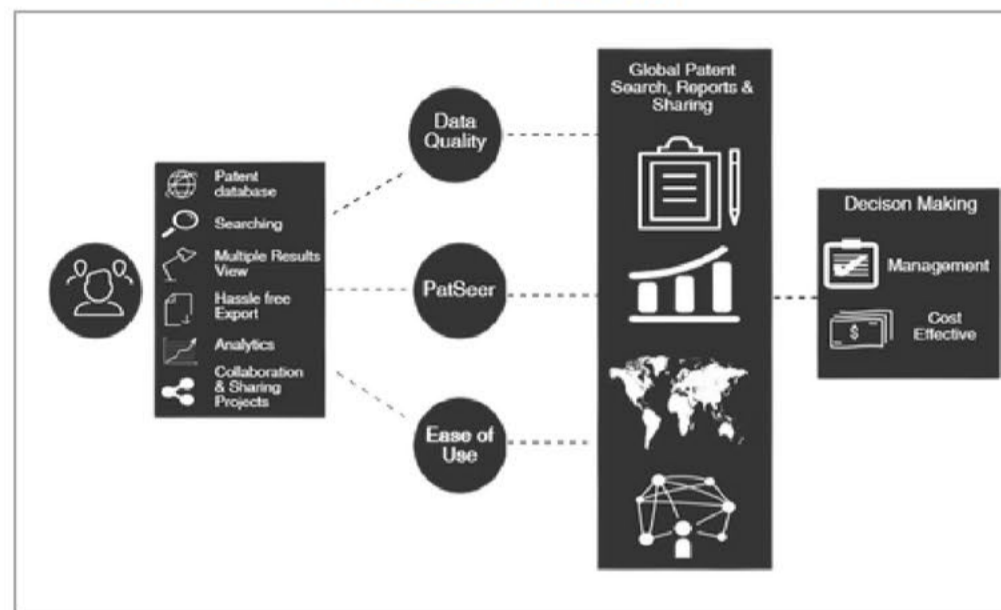 Patent
database
Searching
Multiple Results
View
Hassle free
Export
Analytics
Collaboration
& Sharing
Projects
Data
Quality
PatSeer
Ease of
Use
Global Patent
Search, Reports &
Sharing
Decison Making
Management
$
Cost
Effective